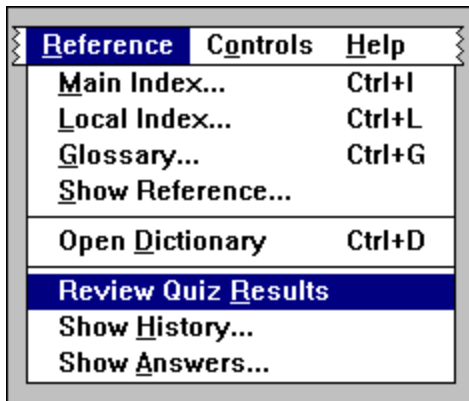 Reference Controls Help
Main Index... Ctrl+I
Local Index... Ctrl+L
Glossary... Ctrl+G
Show Reference...
Open Dictionary Ctrl+D
Review Quiz Results
Show History...
Show Answers...